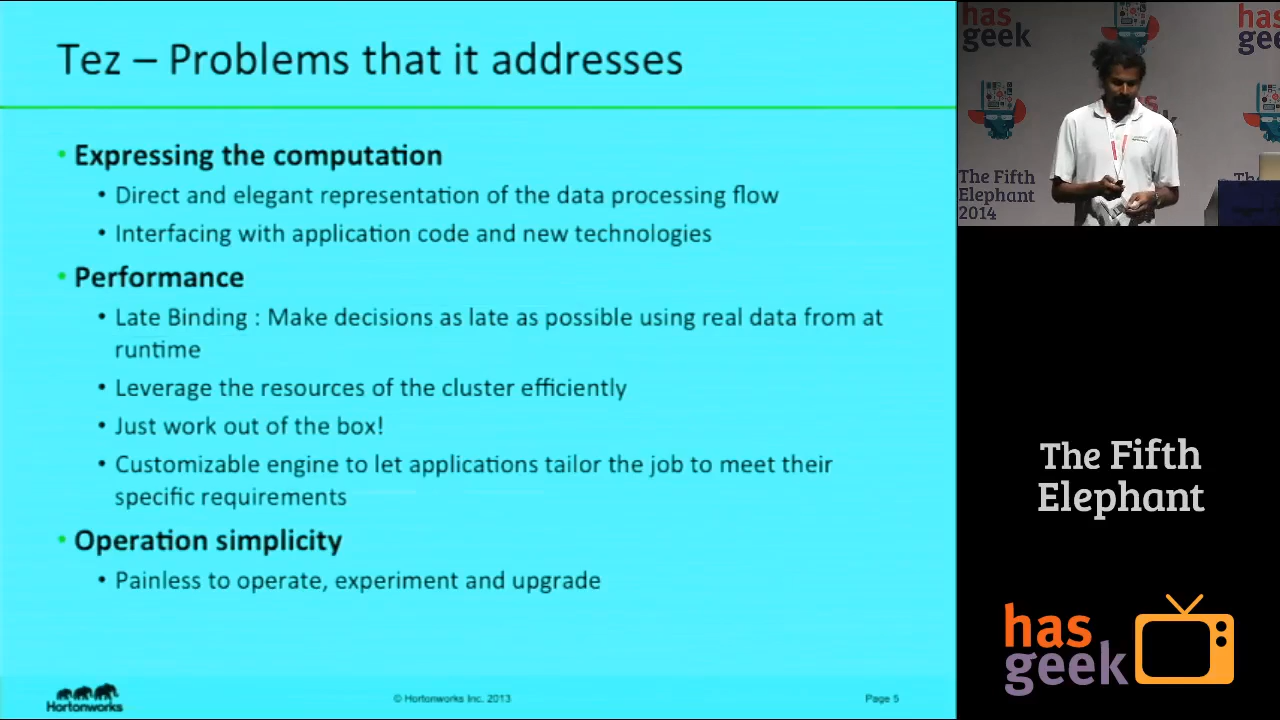 Tez – Problems that it addresses
• Expressing the computation
• Direct and elegant representation of the data processing flow
• Interfacing with application code and new technologies
• Performance
• Late Binding : Make decisions as late as possible using real data from at
runtime
• Leverage the resources of the cluster efficiently
• Just work out of the box!
• Customizable engine to let applications tailor the job to meet their
specific requirements
• Operation simplicity
• Painless to operate, experiment and upgrade
Hortonworks
© Hortonworks Inc. 2013
Page 5
has
geek
has
The Fifth
Elephant
2014
The Fifth
Elephant
has
geek